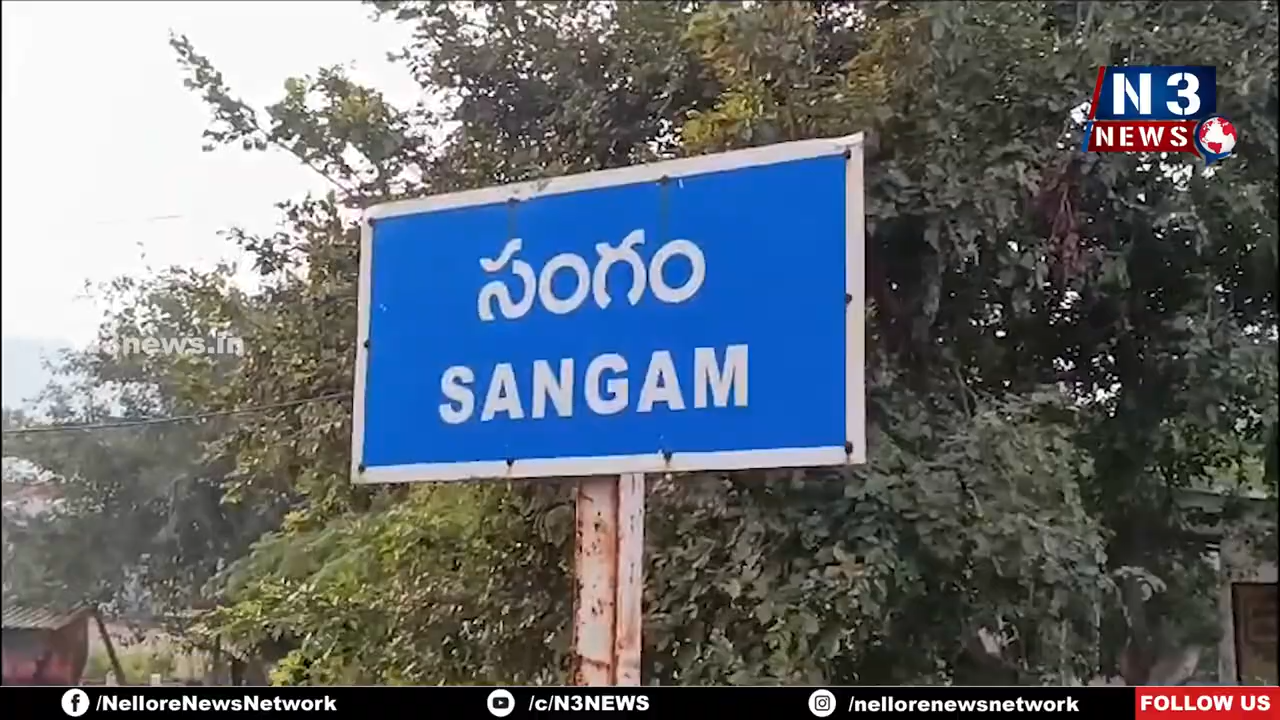 N3
NEWS
సంగం
SANGAM
news.in
/NelloreNewsNetwork
/c/N3NEWS
/nellorenewsnetwork
FOLLOW US